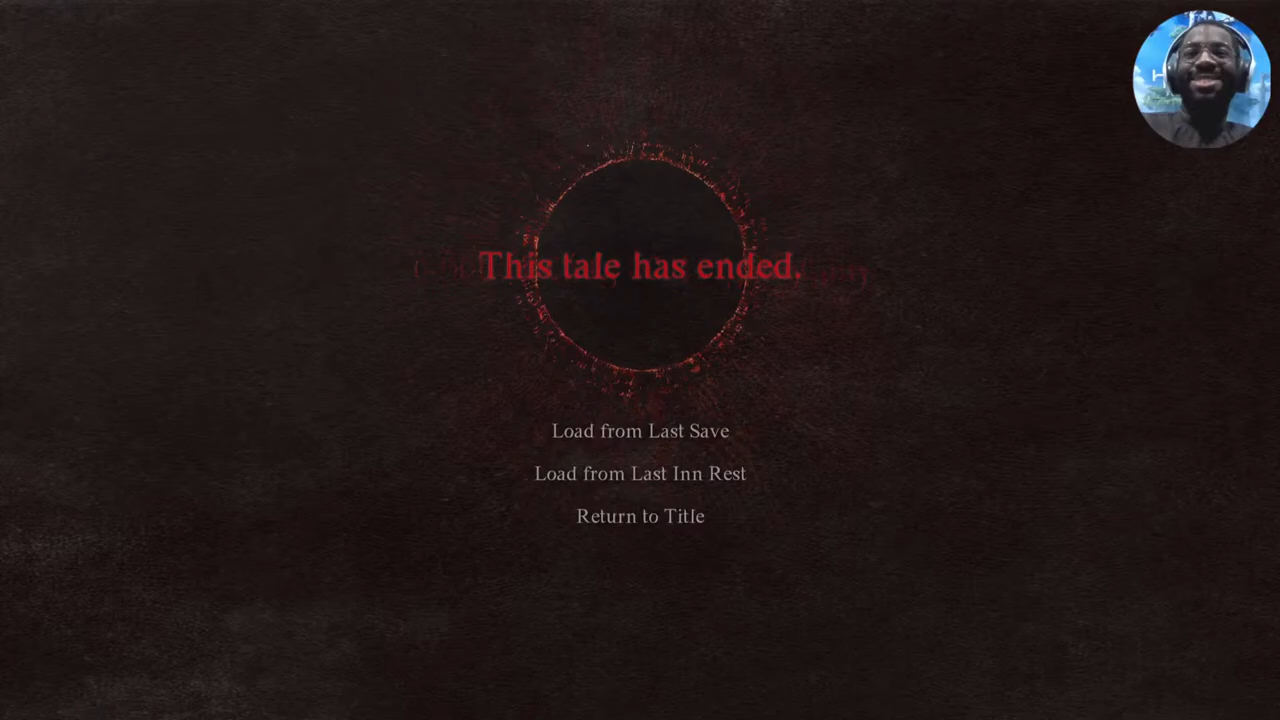 This tale has ended.
Load from Last Save
Load from Last Inn Rest
Return to Title